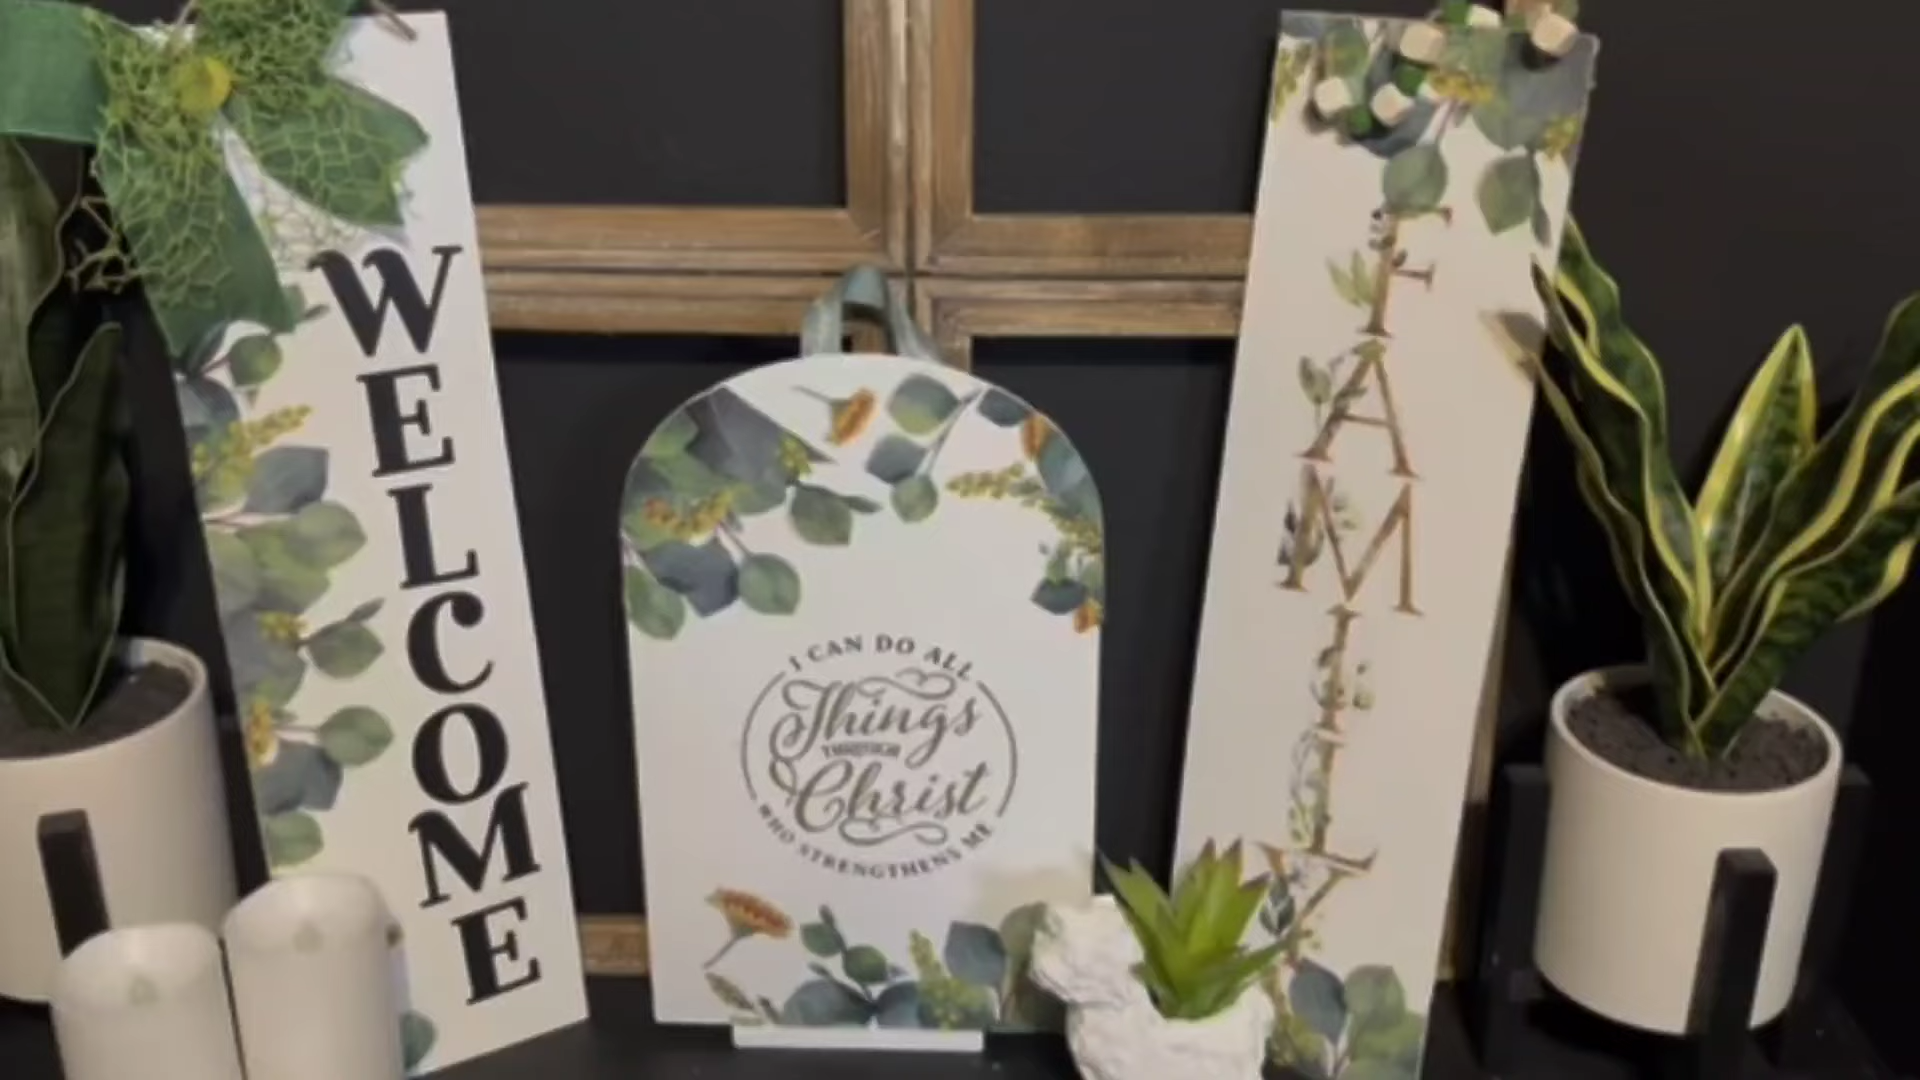 WELCOME
I CAN DO ALL
Things
THROUGH
Christ
WHO STRENGTHENS ME
FAMILY